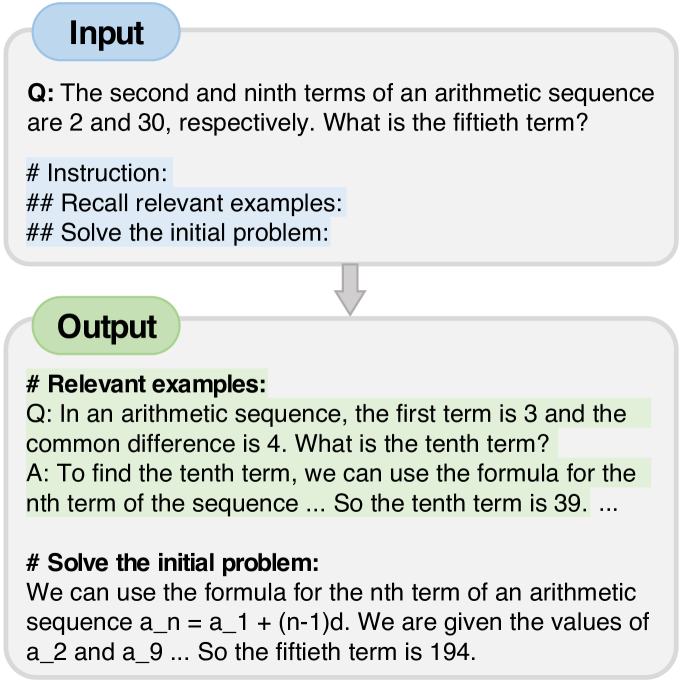 Input
Q: The second and ninth terms of an arithmetic sequence
are 2 and 30, respectively. What is the fiftieth term?
# Instruction:
## Recall relevant examples:
## Solve the initial problem:
Output
# Relevant examples:
Q: In an arithmetic sequence, the first term is 3 and the
common difference is 4. What is the tenth term?
A: To find the tenth term, we can use the formula for the
nth term of the sequence ... So the tenth term is 39. ...
# Solve the initial problem:
We can use the formula for the nth term of an arithmetic
sequence a_n = a_1 + (n-1)d. We are given the values of
a_2 and a_9 ... So the fiftieth term is 194.